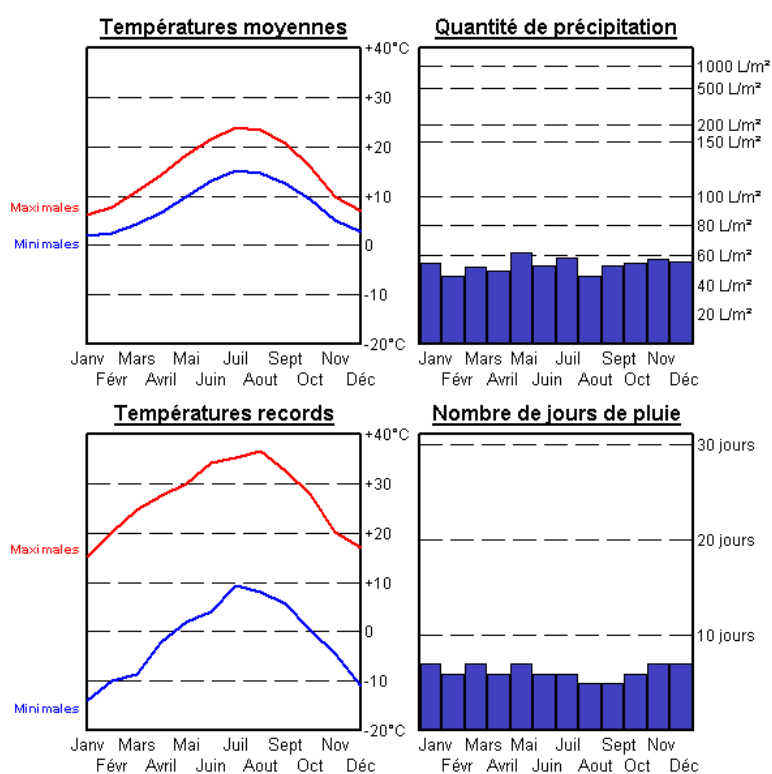 Températures moyennes
+40°C
+30
+20
+10
0
-10
-20°C
Maximales
Minimales
Janv Mars Mai Juil Sept Nov
Févr Avril Juin Aout Oct Déc
Quantité de précipitation
1000 L/m²
500 L/m²
200 L/m²
150 L/m²
100 L/m²
80 L/m²
60 L/m²
40 L/m²
20 L/m²
Janv Mars Mai Juil Sept Nov
Févr Avril Juin Aout Oct Déc
Températures records
+40°C
+30
+20
+10
0
-10
-20°C
Maximales
Minimales
Janv Mars Mai Juil Sept Nov
Févr Avril Juin Aout Oct Déc
Nombre de jours de pluie
30 jours
20 jours
10 jours
Janv Mars Mai Juil Sept Nov
Févr Avril Juin Aout Oct Déc